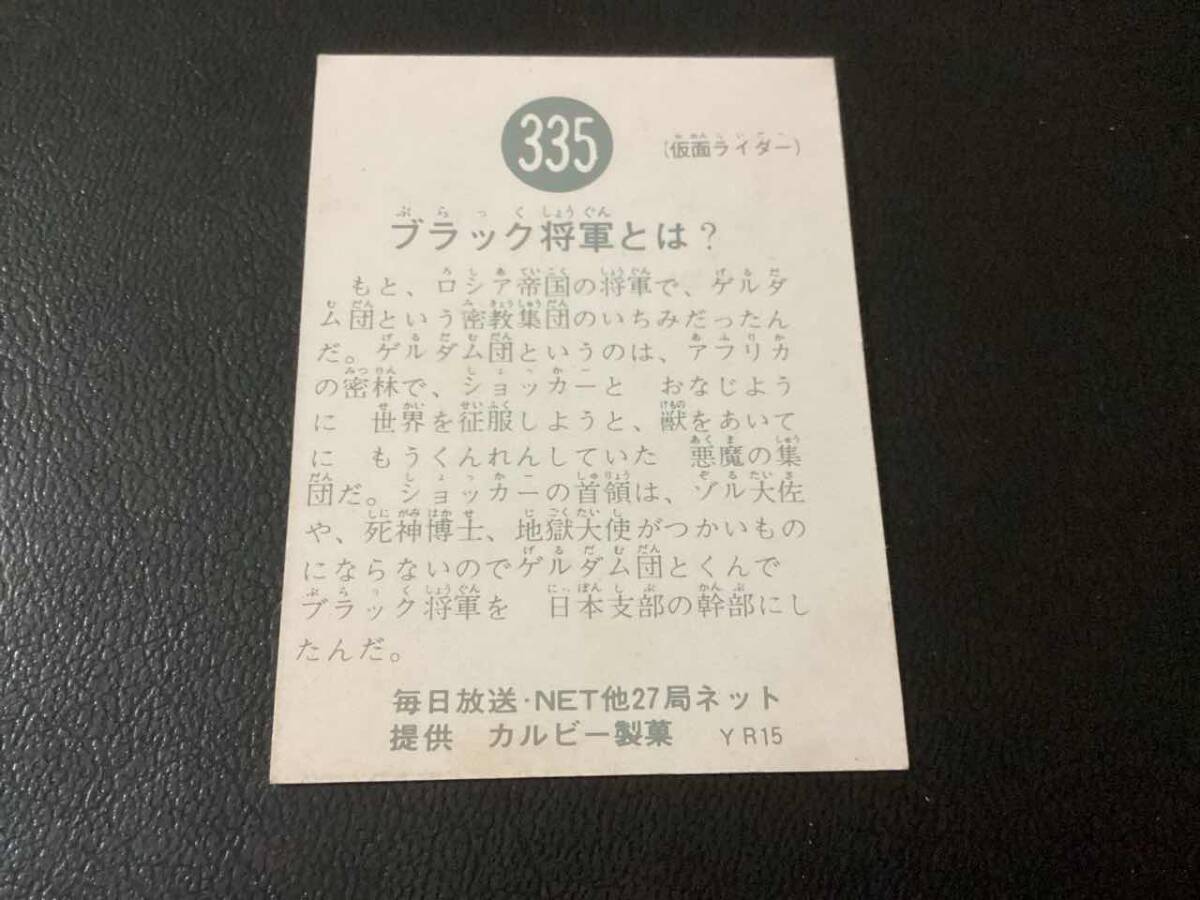 335
(仮面ライダー)
ブラック将軍とは?
もと、ロシア帝国の将軍で、ゲルダ
ム団という密教集団のいちみだったん
だ。ゲルダム団というのは、アフリカ
の密林で、ショッカーと おなじよう
に 世界を征服しようと、獣をあいて
に もうくんれんしていた 悪魔の集
団だ。ショッカーの首領は、ゾル大佐
や、死神博士、地獄大使がつかいもの
にならないのでゲルダム団とくんで
ブラック将軍を 日本支部の幹部にし
たんだ。
毎日放送・NET他27局ネット
提供 カルビー製菓 YR15